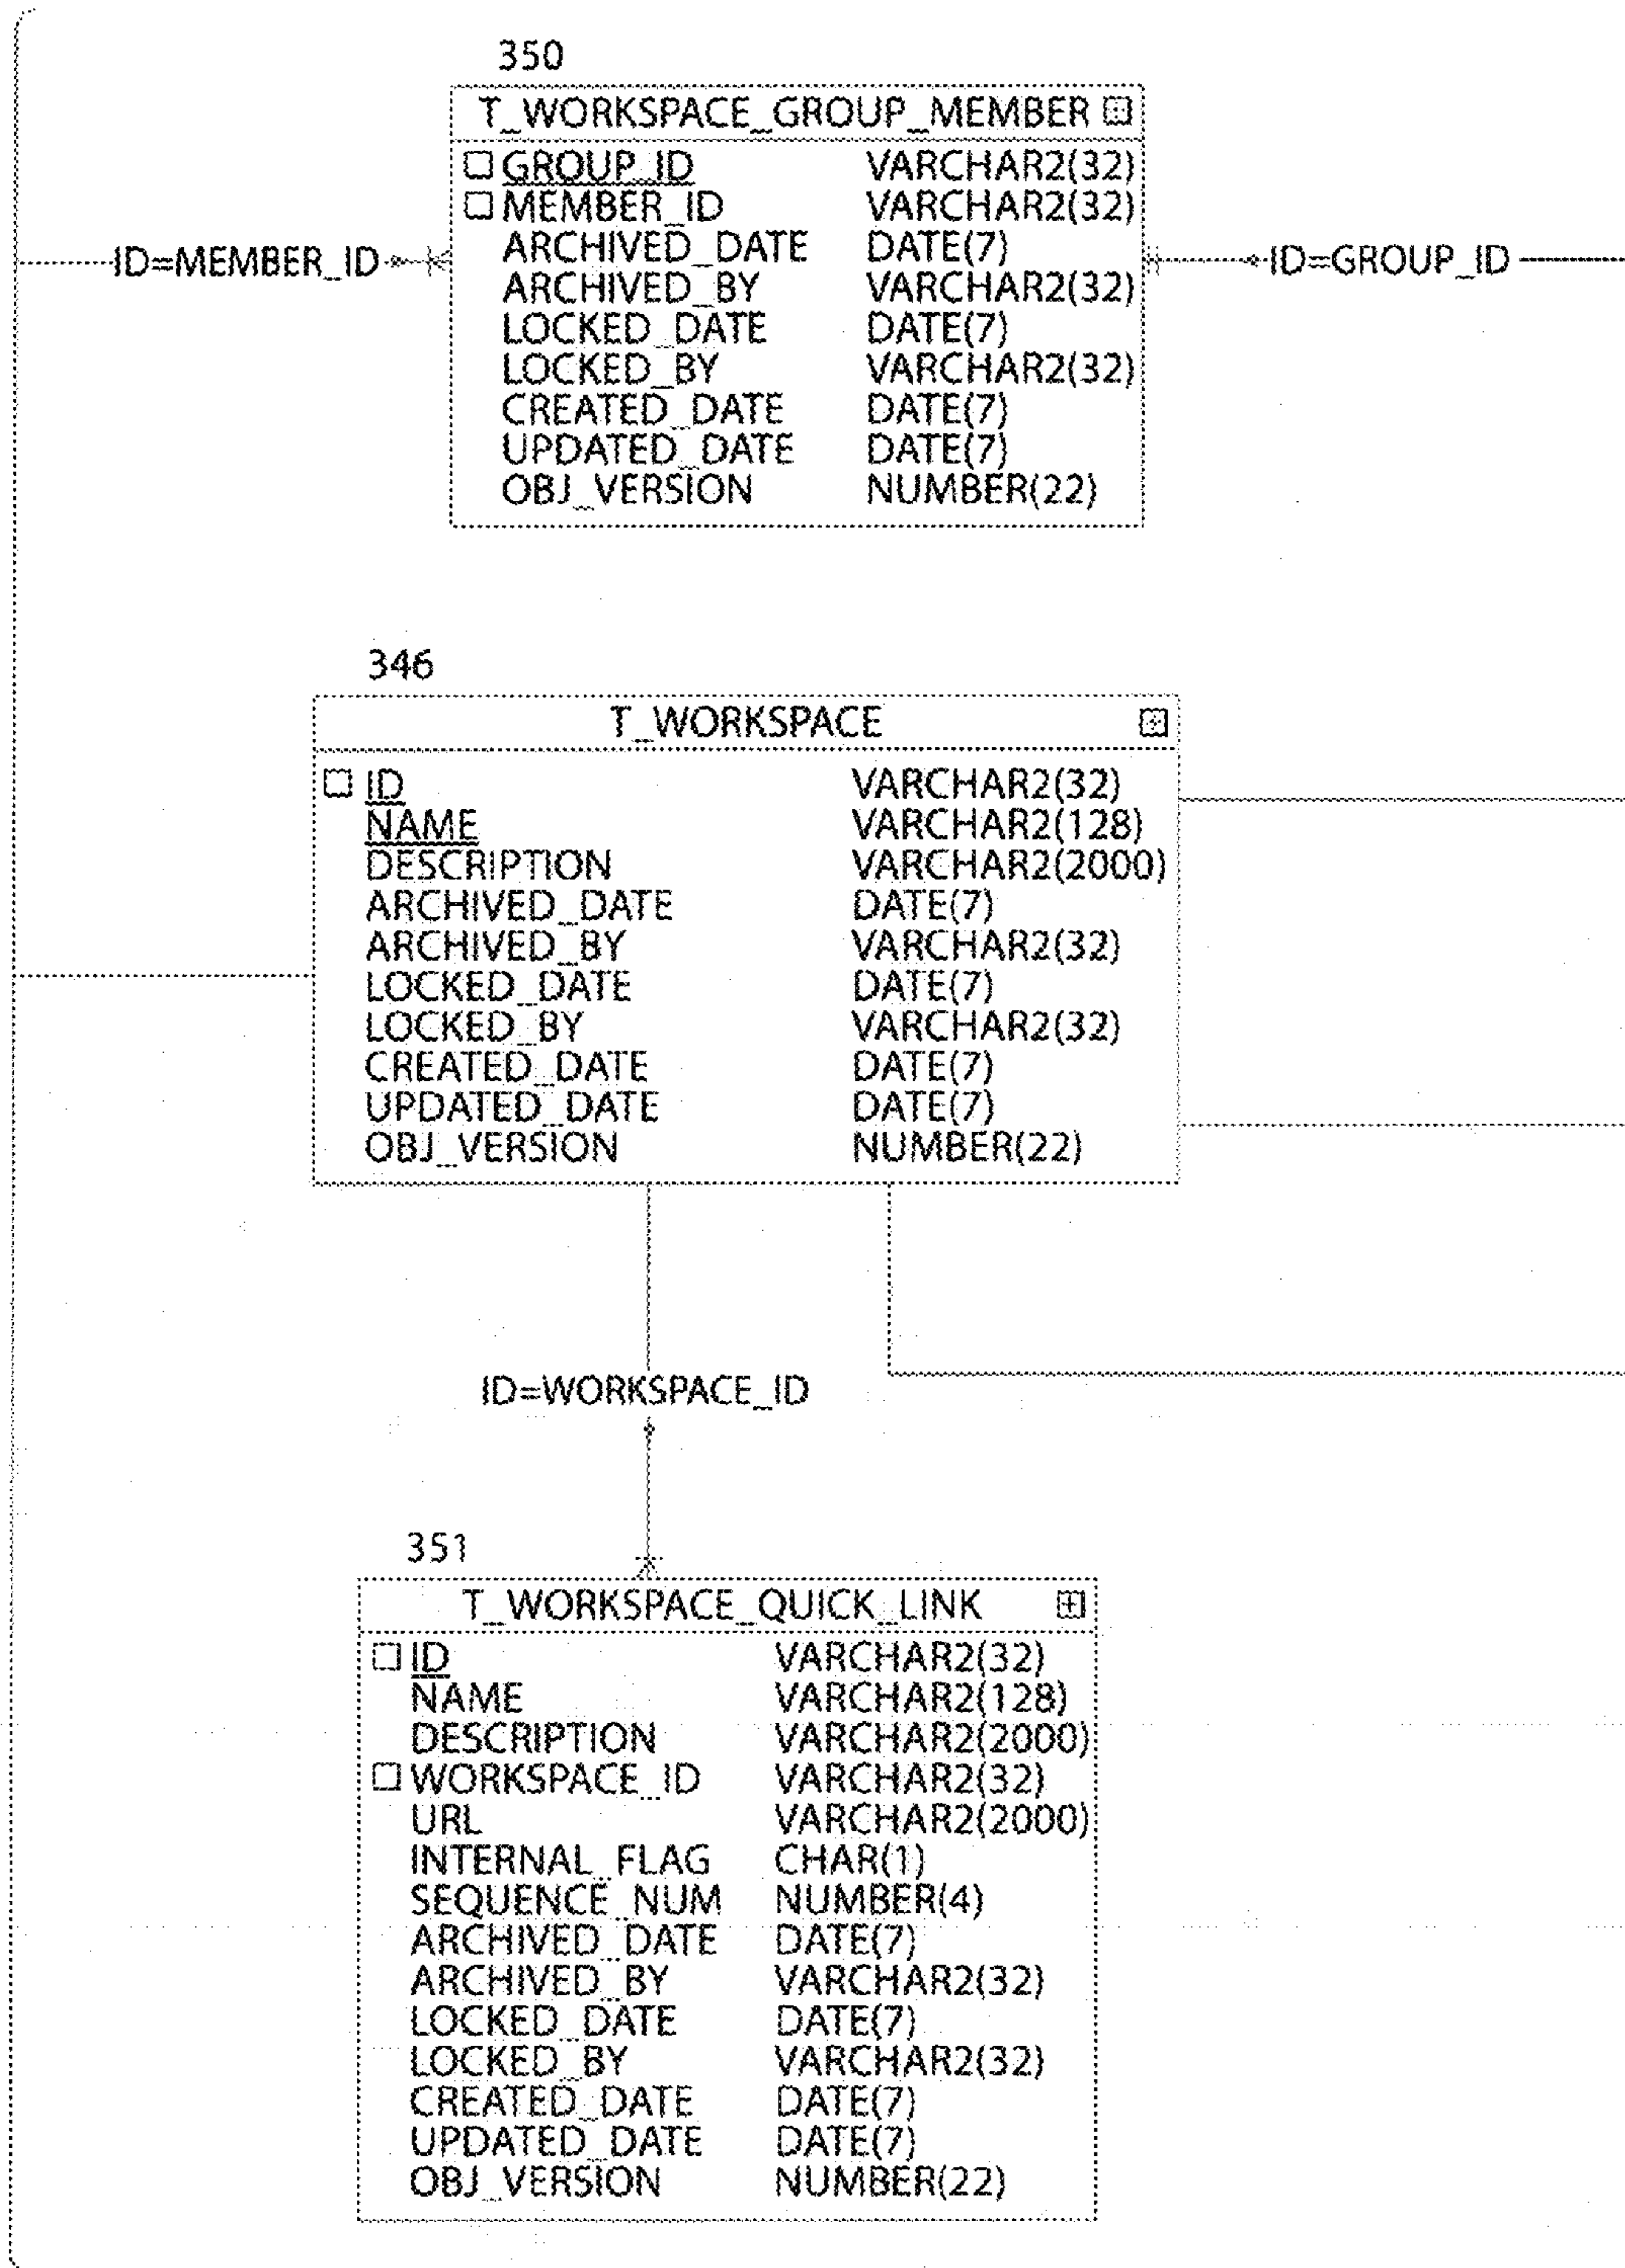 350
T_WORKSPACE_GROUP_MEMBER
GROUP_ID VARCHAR2(32)
MEMBER_ID VARCHAR2(32)
ARCHIVED_DATE DATE(7)
ID=MEMBER_ID
ID=GROUP_ID
ARCHIVED_BY VARCHAR2(32)
LOCKED_DATE DATE(7)
LOCKED_BY VARCHAR2(32)
CREATED_DATE DATE(7)
UPDATED_DATE DATE(7)
OBJ_VERSION NUMBER(22)
346
T_WORKSPACE
ID VARCHAR2(32)
NAME VARCHAR2(128)
DESCRIPTION VARCHAR2(2000)
ARCHIVED_DATE DATE(7)
ARCHIVED_BY VARCHAR2(32)
LOCKED_DATE DATE(7)
LOCKED_BY VARCHAR2(32)
CREATED_DATE DATE(7)
UPDATED_DATE DATE(7)
OBJ_VERSION NUMBER(22)
ID=WORKSPACE_ID
351
T_WORKSPACE_QUICK_LINK
ID VARCHAR2(32)
NAME VARCHAR2(128)
DESCRIPTION VARCHAR2(2000)
WORKSPACE_ID VARCHAR2(32)
URL VARCHAR2(2000)
INTERNAL_FLAG CHAR(1)
SEQUENCE_NUM NUMBER(4)
ARCHIVED_DATE DATE(7)
ARCHIVED_BY VARCHAR2(32)
LOCKED_DATE DATE(7)
LOCKED_BY VARCHAR2(32)
CREATED_DATE DATE(7)
UPDATED_DATE DATE(7)
OBJ_VERSION NUMBER(22)